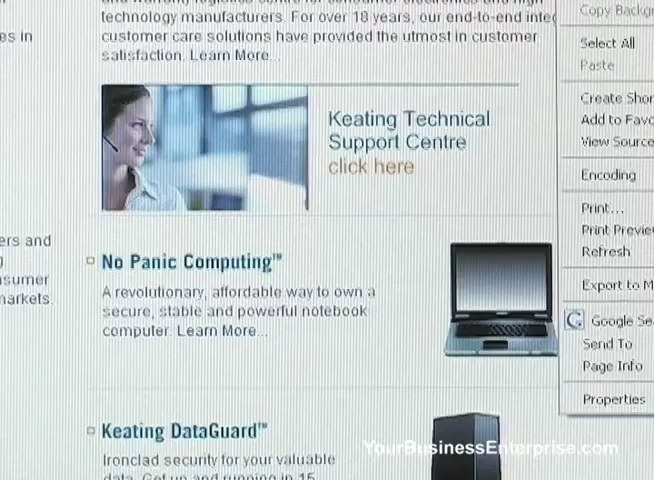 technology manufacturers. For over 18 years, our end-to-end
es in
customer care solutions have provided the utmost in customer
satisfaction. Learn More...
Keating Technical
Support Centre
click here
ers and
No Panic Computing™
sumer
A revolutionary, affordable way to own a
markets.
secure, stable and powerful notebook
computer. Learn More...
Keating DataGuard™
Ironclad security for your valuable
Copy Backgr
Select All
Paste
Create Shor
Add to Favo
View Source
Encoding
Print...
Print Previe
Refresh
Export to M
G Google Se
Send To
Page Info
Properties
YourBusinessEnterprise.com